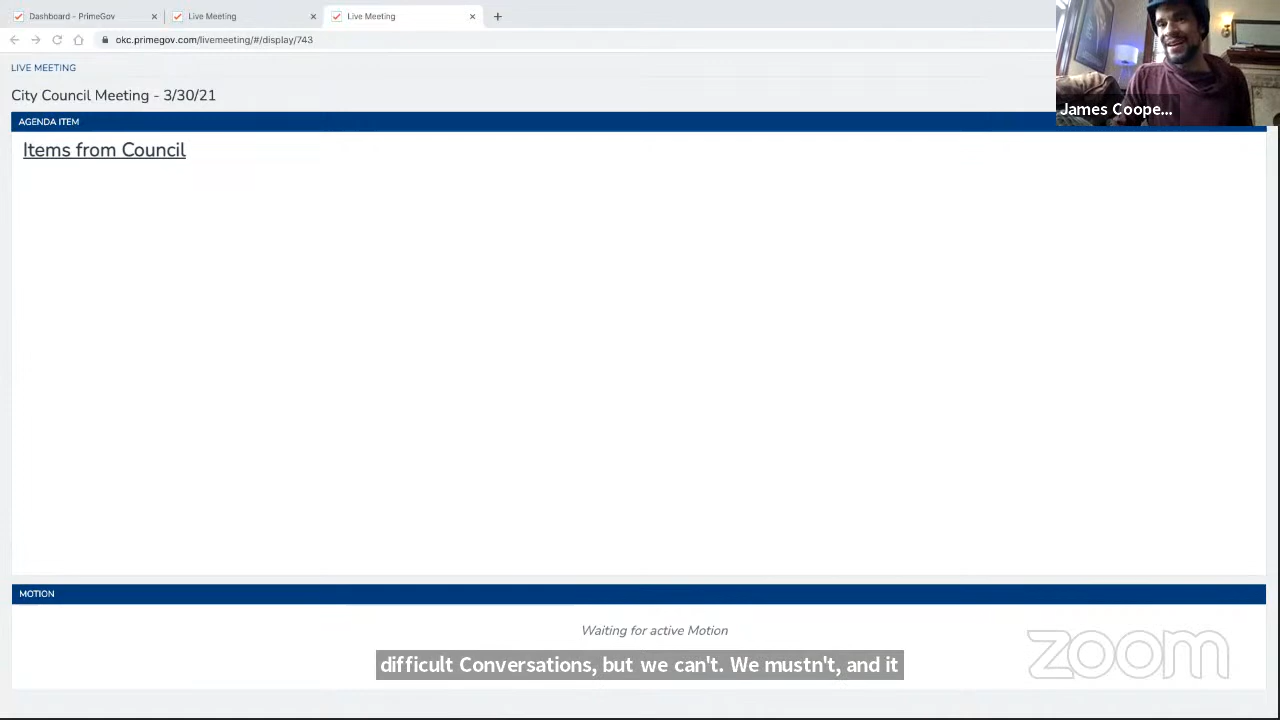 Dashboard - PrimeGov
Live Meeting
Live Meeting
okc.primegov.com/livemeeting/#/display/743
LIVE MEETING
City Council Meeting - 3/30/21
James Coope...
AGENDA ITEM
Items from Council
MOTION
Waiting for active Motion
zoom
difficult Conversations, but we can't. We mustn't, and it